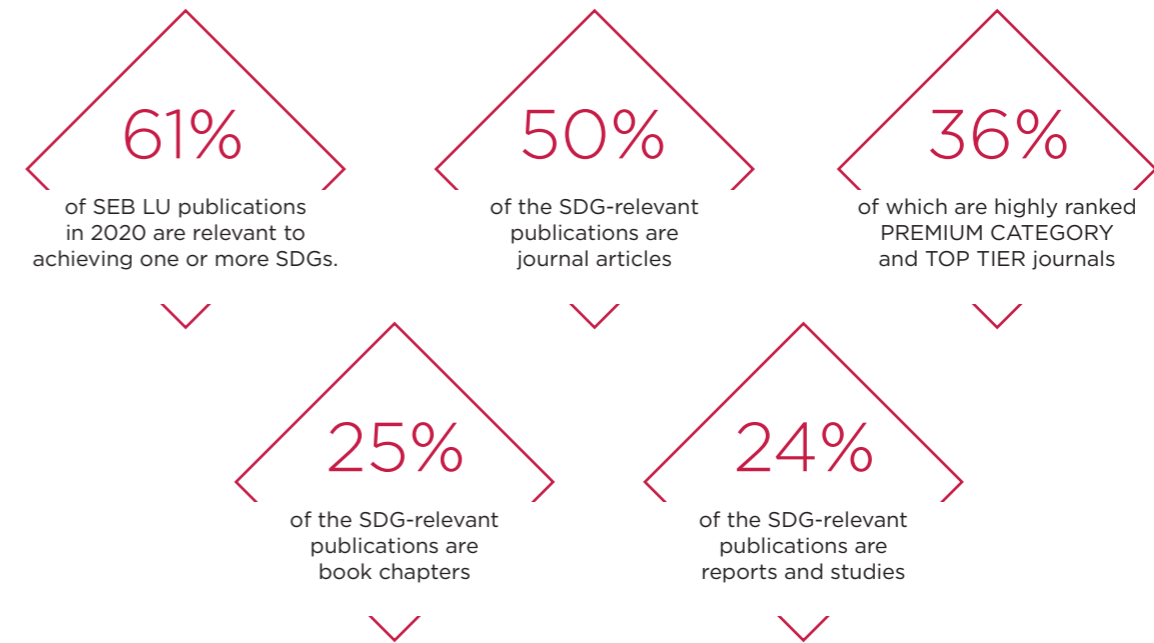 61%
of SEB LU publications
in 2020 are relevant to
achieving one or more SDGs.
50%
of the SDG-relevant
publications are
journal articles
36%
of which are highly ranked
PREMIUM CATEGORY
and TOP TIER journals
25%
of the SDG-relevant
publications are
book chapters
24%
of the SDG-relevant
publications are
reports and studies